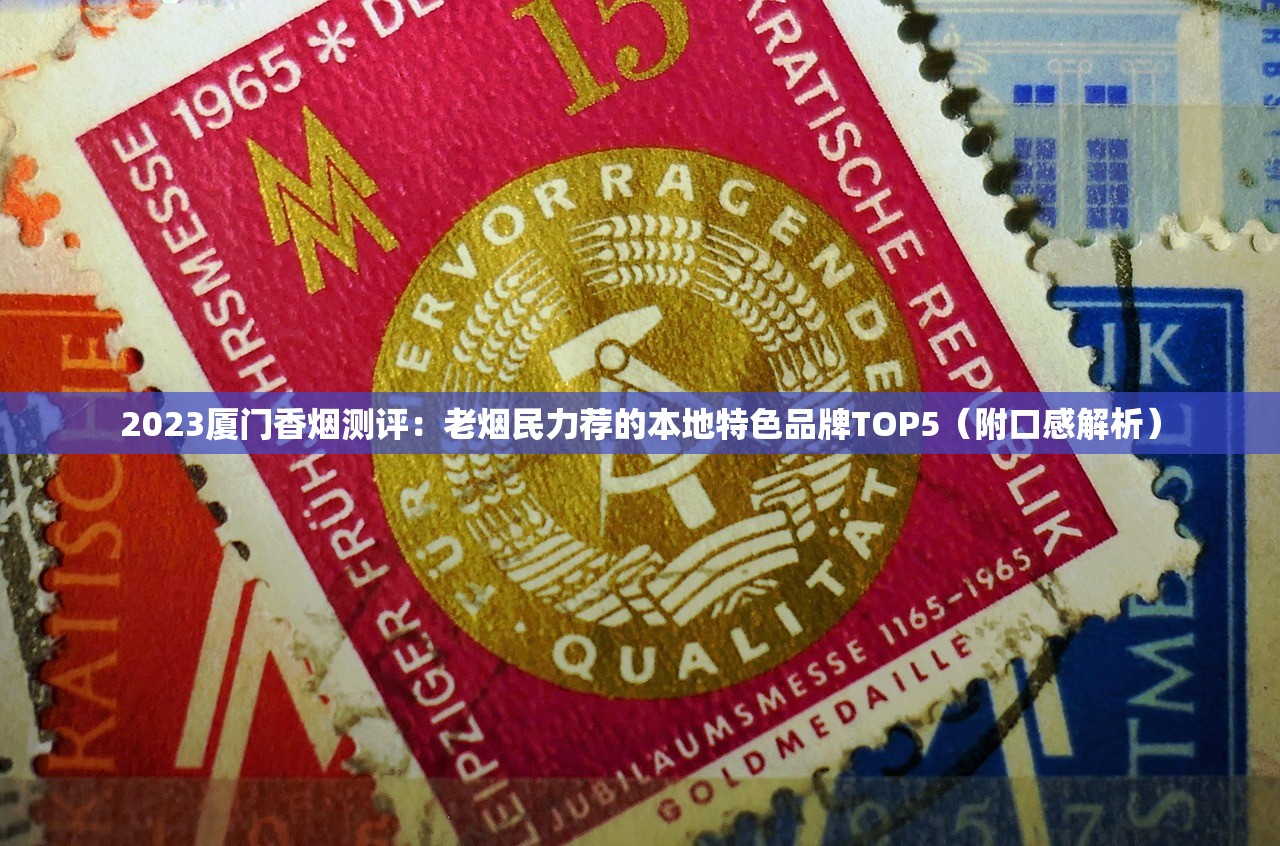 1965 * DE
15
KRATISCHE REPUBLIK
LEIPZIGER FRÜHJAHRSMESSE
MM
FÜR HERVORRAGENDE
QUALITÄT
JUBILÄUMSMESSE 1165-1965
GOLDMEDAILLE
2023厦门香烟测评：老烟民力荐的本地特色品牌TOP5（附口感解析）
KRATISCHE
IK